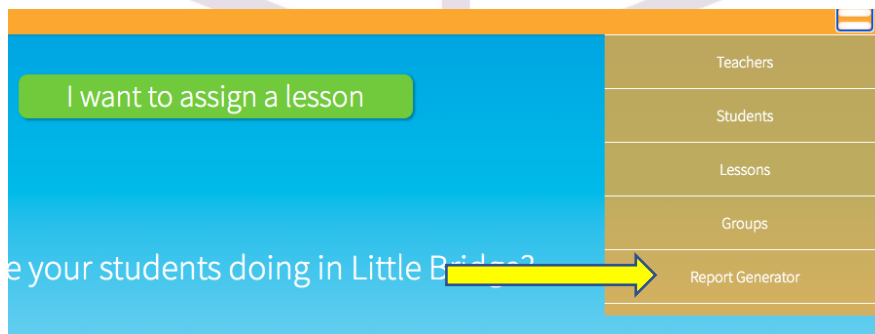 Teachers
I want to assign a lesson
Students
Lessons
Groups
e your students doing in Little Bridge?
Report Generator